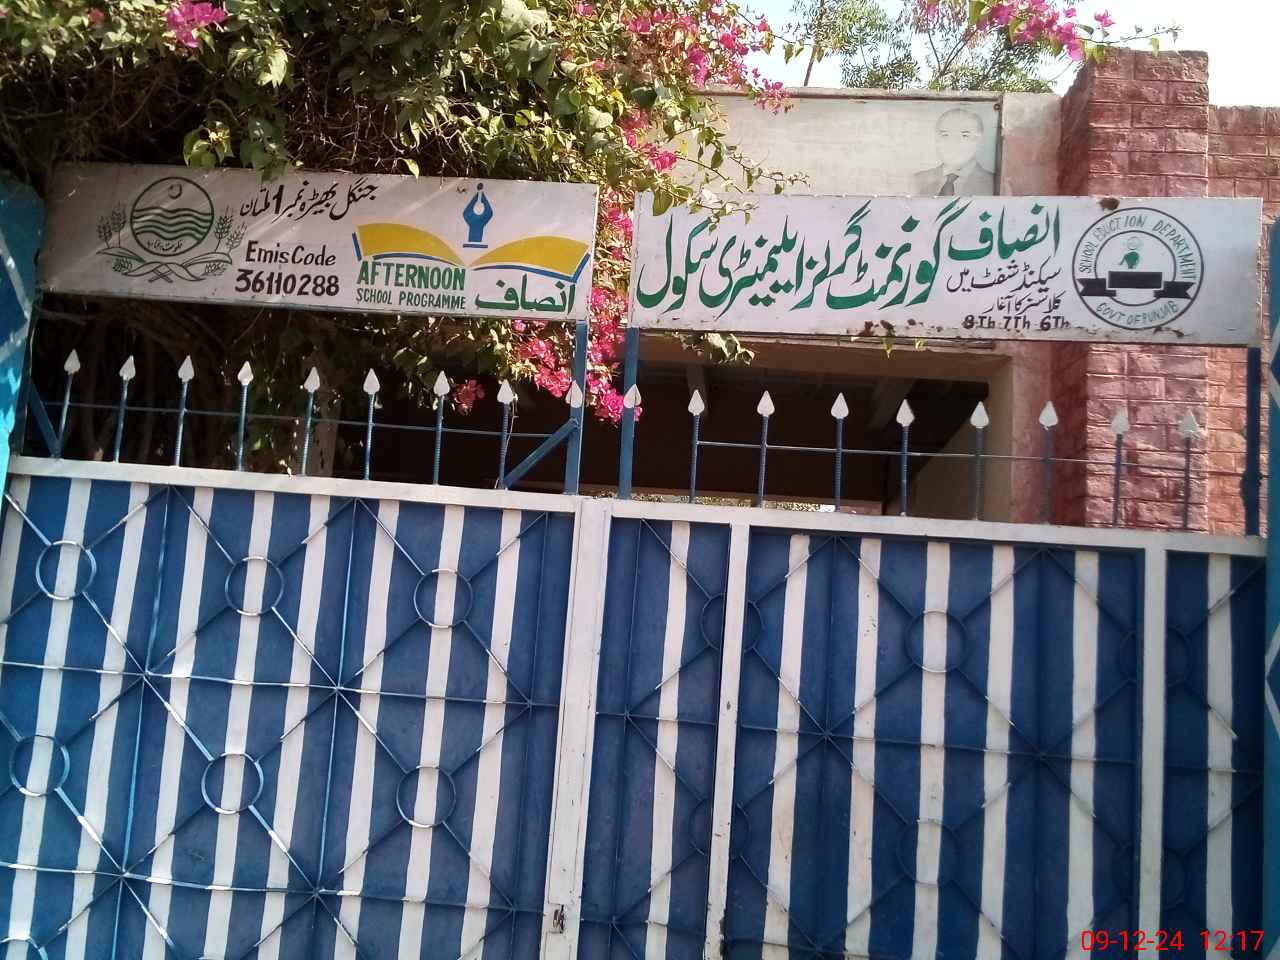 انصاف گورنمنٹ گرلز ایلیمنٹری سکول
سیکنڈ شفٹ میں
کلاسز کا آغاز
8Th 7Th 6Th
SCHOOL EDUCTION DEPARTMENT
GOVT OF PUNJAB
جنگل بھیڑہ نمبر 1 ملتان
Emis Code
36110288
AFTERNOON
SCHOOL PROGRAMME
انصاف
09-12-24 12:17